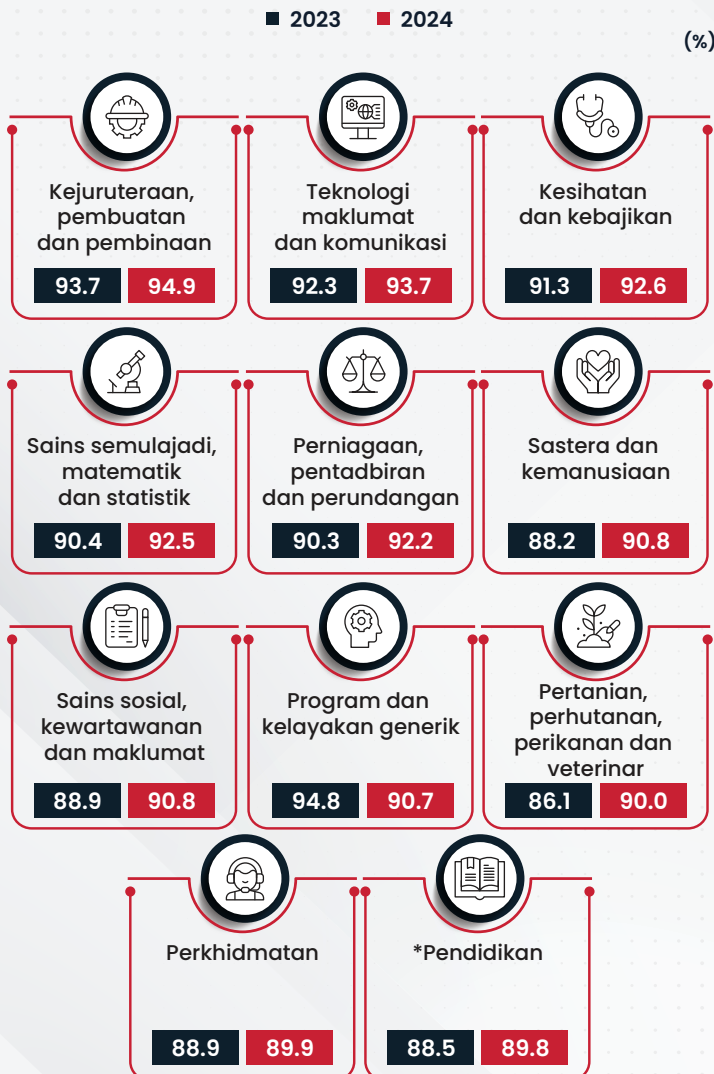 2023 2024
(%)
Kejuruteraan,
pembuatan
dan pembinaan
93.7 94.9
Teknologi
maklumat
dan komunikasi
92.3 93.7
Kesihatan
dan kebajikan
91.3 92.6
Sains semulajadi,
matematik
dan statistik
90.4 92.5
Perniagaan,
pentadbiran
dan perundangan
90.3 92.2
Sastera dan
kemanusiaan
88.2 90.8
Sains sosial,
kewartawanan
dan maklumat
88.9 90.8
Program dan
kelayakan generik
94.8 90.7
Pertanian,
perhutanan,
perikanan dan
veterinar
86.1 90.0
Perkhidmatan
88.9 89.9
*Pendidikan
88.5 89.8